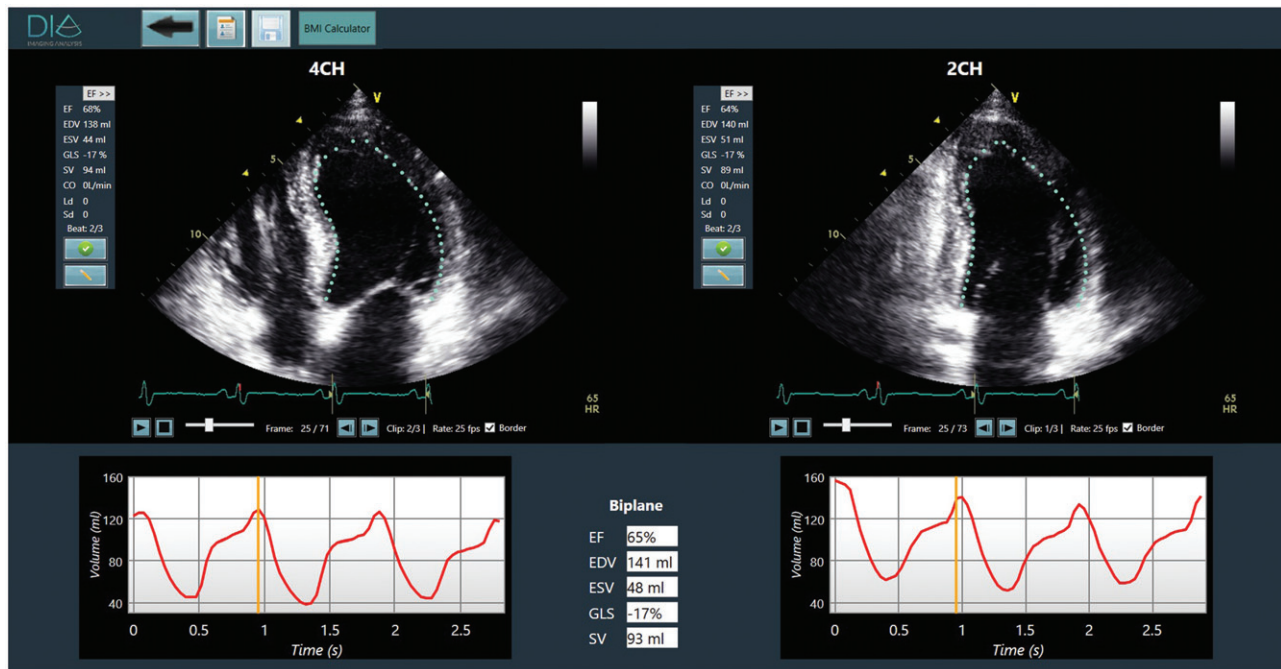 DiA
IMAGING ANALYSIS
BMI Calculator
4CH
V
EF >>
EF 68%
EDV 138 ml
ESV 44 ml
GLS -17 %
SV 94 ml
CO 0L/min
Ld 0
Sd 0
Beat: 2/3
5
10
65
HR
Frame: 25 / 71 Clip: 2/3 | Rate: 25 fps Border
2CH
V
EF >>
EF 64%
EDV 140 ml
ESV 51 ml
GLS -17 %
SV 89 ml
CO 0L/min
Ld 0
Sd 0
Beat: 2/3
5
10
65
HR
Frame: 25 / 73 Clip: 1/3 | Rate: 25 fps Border
Volume (ml)
160
120
80
40
0 0.5 1 1.5 2 2.5
Time (s)
Biplane
EF 65%
EDV 141 ml
ESV 48 ml
GLS -17%
SV 93 ml
Volume (ml)
160
120
80
40
0 0.5 1 1.5 2 2.5
Time (s)